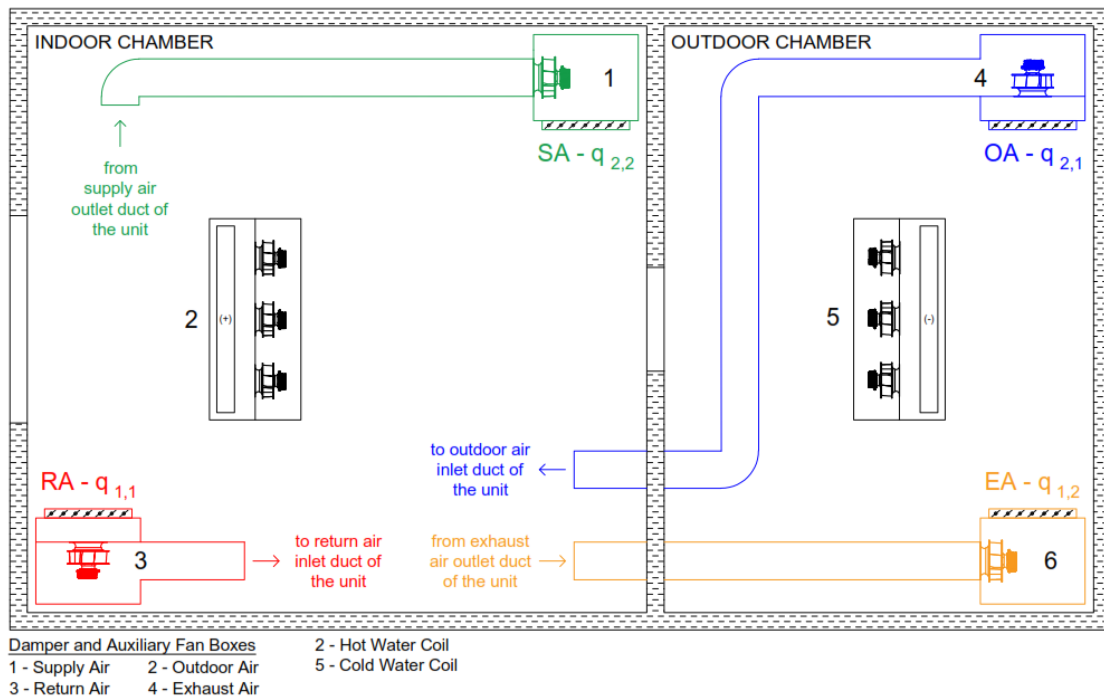 INDOOR CHAMBER
OUTDOOR CHAMBER
1
4
SA - q 2,2
OA - q 2,1
from
supply air
outlet duct of
the unit
2
(+)
5
(-)
to outdoor air
inlet duct of
the unit
RA - q 1,1
EA - q 1,2
3
to return air
inlet duct of
the unit
from exhaust
air outlet duct
of the unit
6
Damper and Auxiliary Fan Boxes
1 - Supply Air 2 - Outdoor Air
3 - Return Air 4 - Exhaust Air
2 - Hot Water Coil
5 - Cold Water Coil